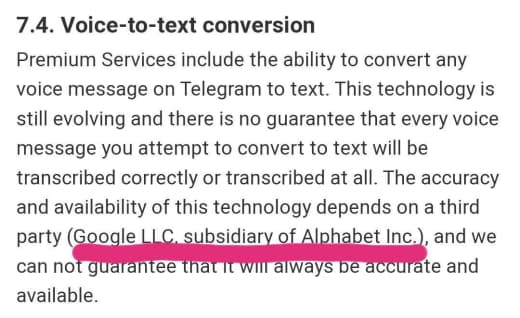 7.4. Voice-to-text conversion
Premium Services include the ability to convert any
voice message on Telegram to text. This technology is
still evolving and there is no guarantee that every voice
message you attempt to convert to text will be
transcribed correctly or transcribed at all. The accuracy
and availability of this technology depends on a third
party (Google LLC, subsidiary of Alphabet Inc.), and we
can not guarantee that it will always be accurate and
available.